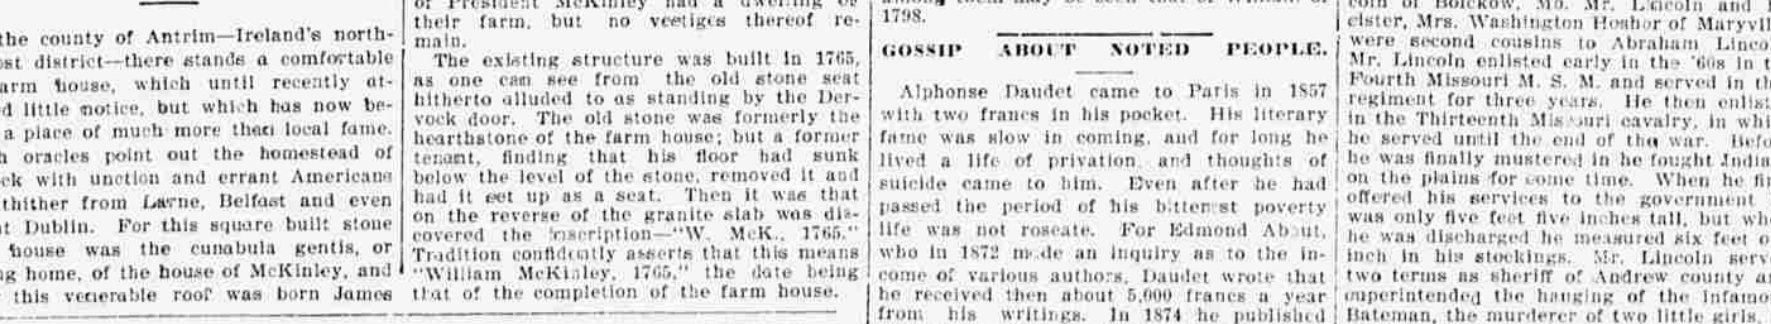 the county of Antrim—Ireland's north-
district—there stands a comfortable
house, which until recently at-
little notice, but which has now be-
a place of much more than local fame.
oracles point out the homestead of
with unction and errant Americans
thither from Larne, Belfast and even
Dublin. For this square built stone
house was the cunabula gentis, or
home, of the house of McKinley, and
this venerable roof was born James
of President McKinley had a dwelling
their farm, but no vestiges thereof re-
main.
The existing structure was built in 1765,
as one can see from the old stone seat
hitherto alluded to as standing by the Der-
vock door. The old stone was formerly the
hearthstone of the farm house; but a former
tenant, finding that his floor had sunk
below the level of the stone, removed it and
had it set up as a seat. Then it was that
on the reverse of the granite slab was dis-
covered the inscription—"W. McK., 1765."
Tradition confidently asserts that this means
"William McKinley, 1765," the date being
that of the completion of the farm house.
1798.
GOSSIP ABOUT NOTED PEOPLE.
Alphonse Daudet came to Paris in 1857
with two francs in his pocket. His literary
fame was slow in coming, and for long he
lived a life of privation and thoughts of
suicide came to him. Even after he had
passed the period of his bitterest poverty
life was not roseate. For Edmond About,
who in 1872 made an inquiry as to the in-
come of various authors, Daudet wrote that
he received then about 5,000 francs a year
from his writings. In 1874 he published
of Bolckow, Mo. Mr. Lincoln and
sister, Mrs. Washington Hoshor of
were second cousins to Abraham
Mr. Lincoln enlisted early in the '60s in
Fourth Missouri M. S. M. and served in
regiment for three years. He then
in the Thirteenth Missouri cavalry, in
he served until the end of the war.
he was finally mustered in he fought
on the plains for some time. When he
offered his services to the government
was only five feet five inches tall, but
he was discharged he measured six feet
inch in his stockings. Mr. Lincoln
two terms as sheriff of Andrew county
superintended the hanging of the
Bateman, the murderer of two little girls.